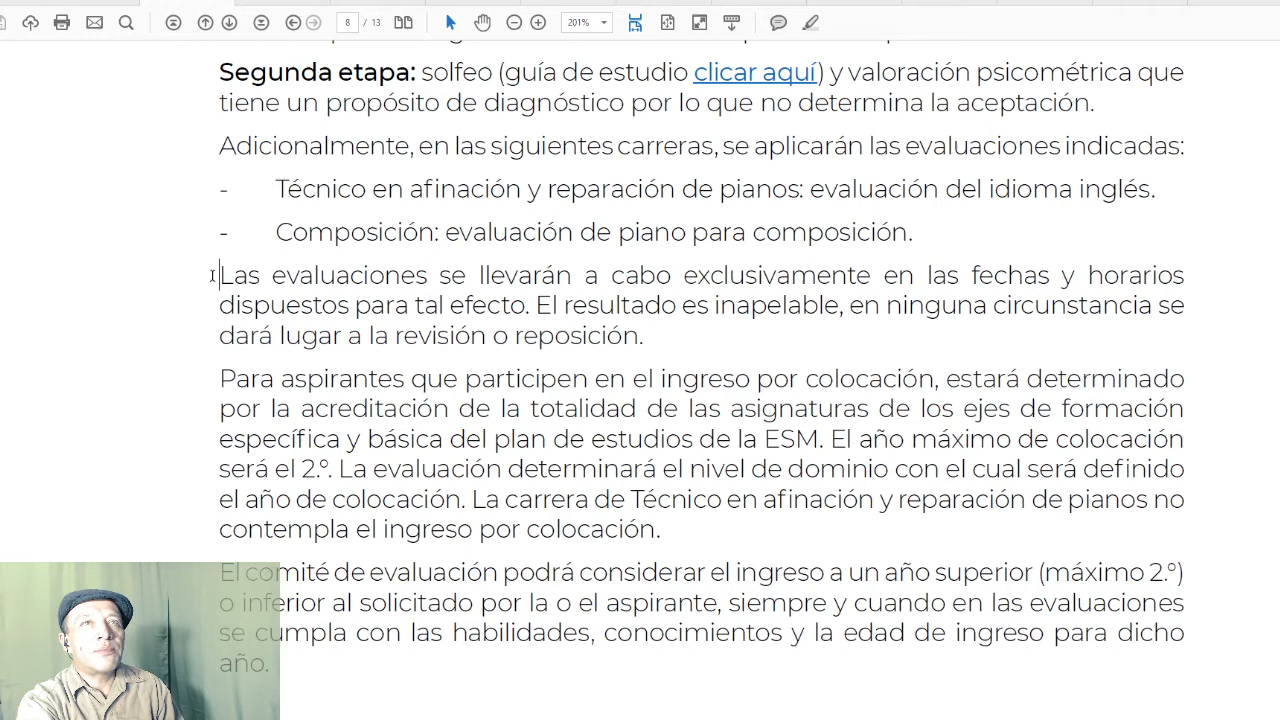 8 / 13 201%
Segunda etapa: solfeo (guía de estudio clicar aquí) y valoración psicométrica que
tiene un propósito de diagnóstico por lo que no determina la aceptación.
Adicionalmente, en las siguientes carreras, se aplicarán las evaluaciones indicadas:
- Técnico en afinación y reparación de pianos: evaluación del idioma inglés.
- Composición: evaluación de piano para composición.
Las evaluaciones se llevarán a cabo exclusivamente en las fechas y horarios
dispuestos para tal efecto. El resultado es inapelable, en ninguna circunstancia se
dará lugar a la revisión o reposición.
Para aspirantes que participen en el ingreso por colocación, estará determinado
por la acreditación de la totalidad de las asignaturas de los ejes de formación
específica y básica del plan de estudios de la ESM. El año máximo de colocación
será el 2.º. La evaluación determinará el nivel de dominio con el cual será definido
el año de colocación. La carrera de Técnico en afinación y reparación de pianos no
contempla el ingreso por colocación.
El comité de evaluación podrá considerar el ingreso a un año superior (máximo 2.º)
o inferior al solicitado por la o el aspirante, siempre y cuando en las evaluaciones
se cumpla con las habilidades, conocimientos y la edad de ingreso para dicho
año.